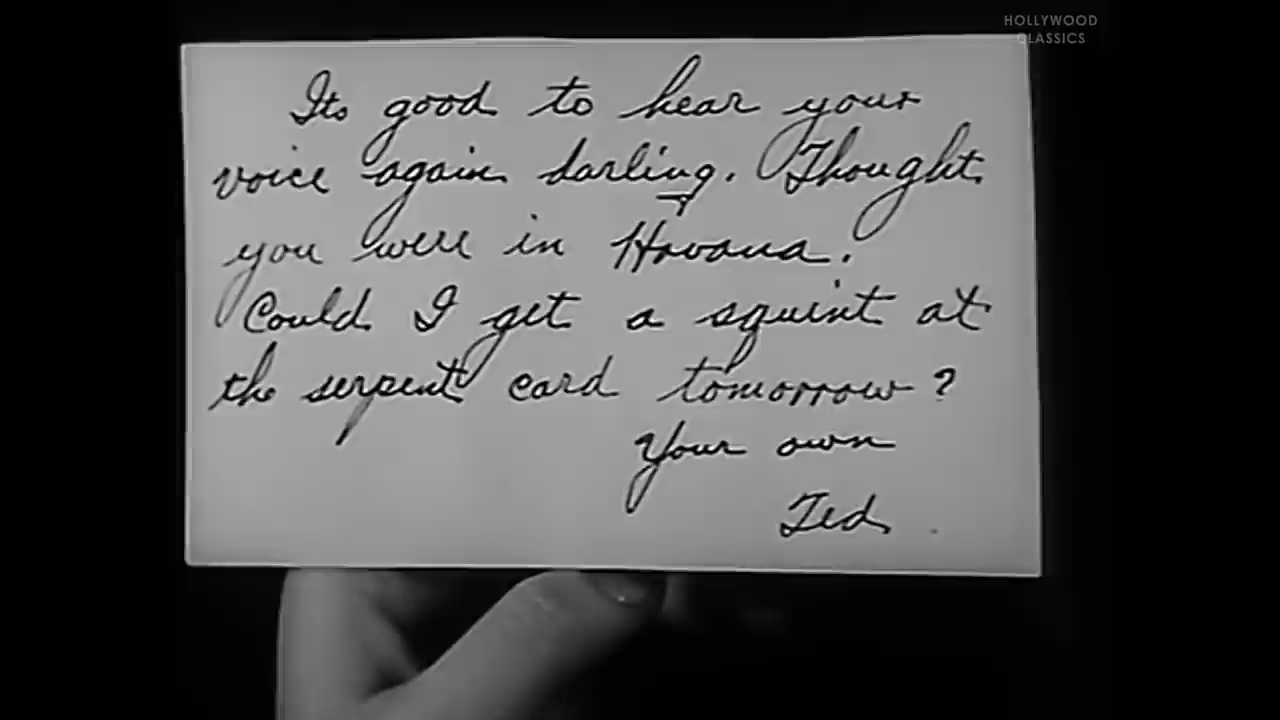 HOLLYWOOD
CLASSICS
Its good to hear your
voice again darling. Thought
you were in Havana.
Could I get a squint at
the serpent card tomorrow?
Your own
Ted